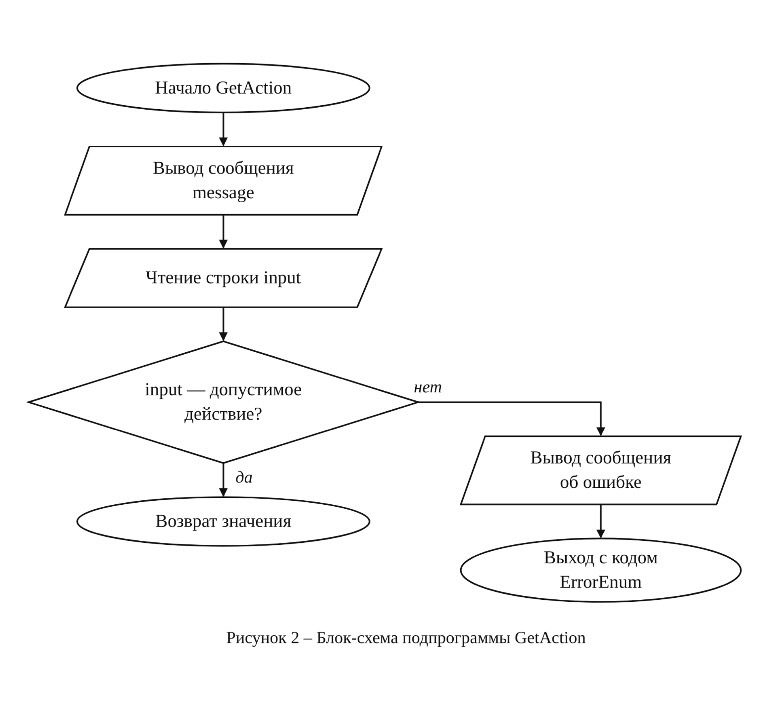 Начало GetAction
Вывод сообщения
message
Чтение строки input
input — допустимое
действие?
нет
да
Возврат значения
Вывод сообщения
об ошибке
Выход с кодом
ErrorEnum
Рисунок 2 – Блок-схема подпрограммы GetAction